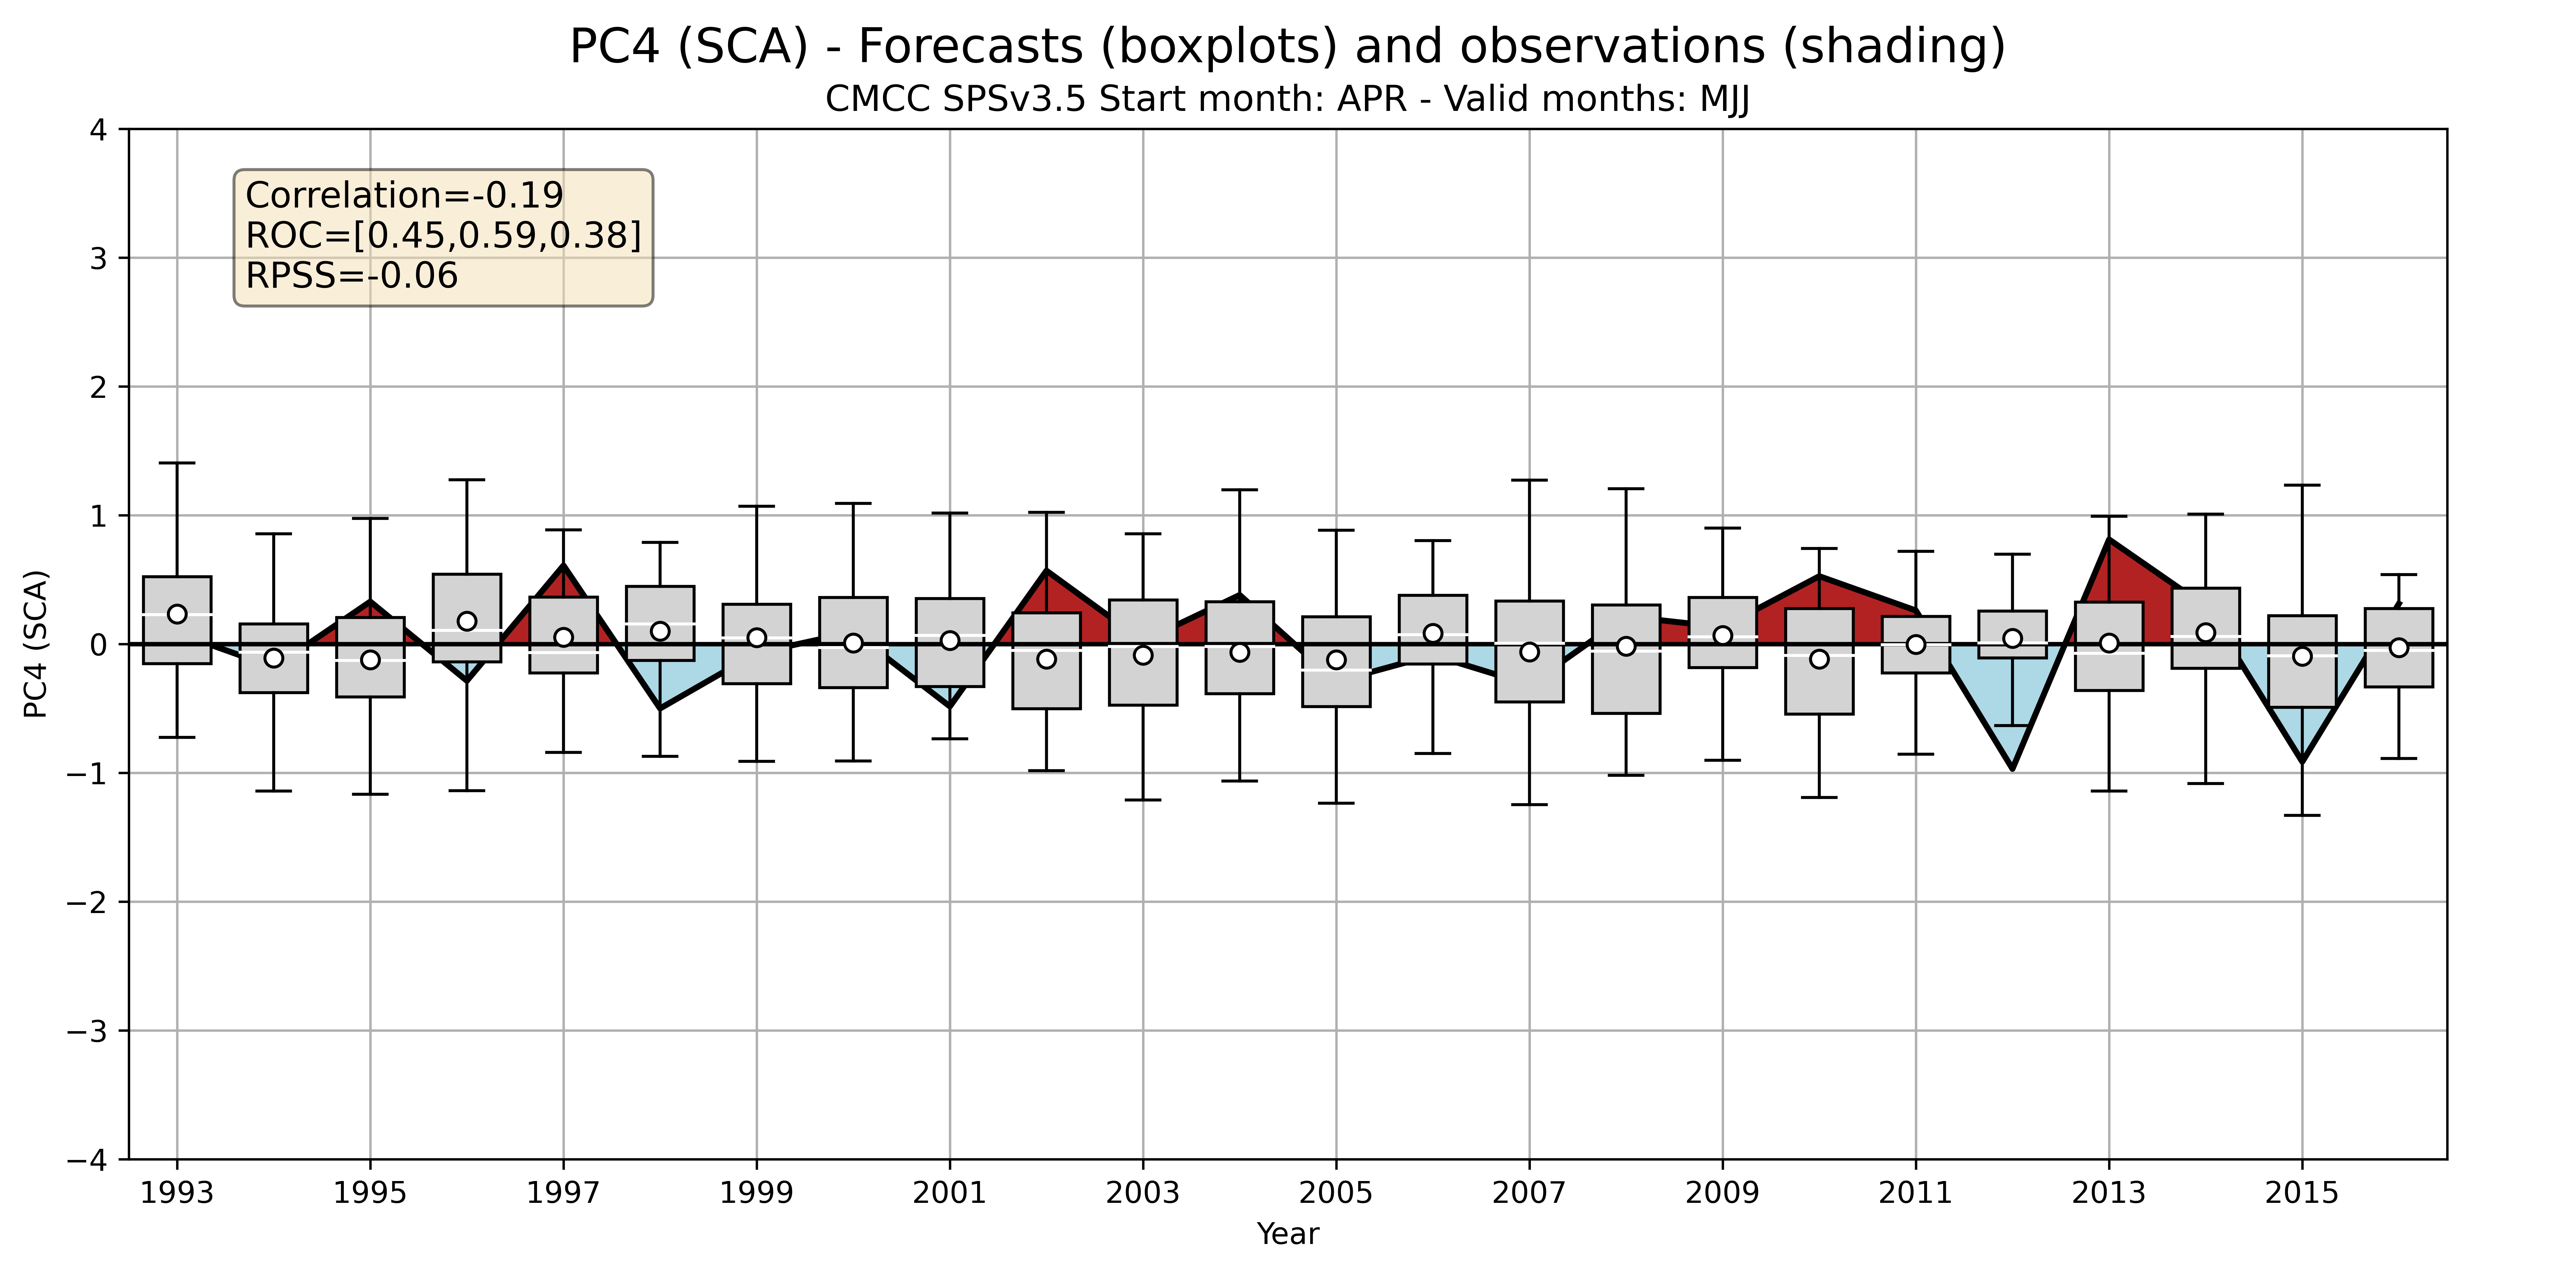 PC4 (SCA) - Forecasts (boxplots) and observations (shading)
CMCC SPSv3.5 Start month: APR - Valid months: MJJ
Correlation=-0.19
ROC=[0.45,0.59,0.38]
RPSS=-0.06
PC4 (SCA)
4
3
2
1
0
−1
−2
−3
−4
1993 1995 1997 1999 2001 2003 2005 2007 2009 2011 2013 2015
Year